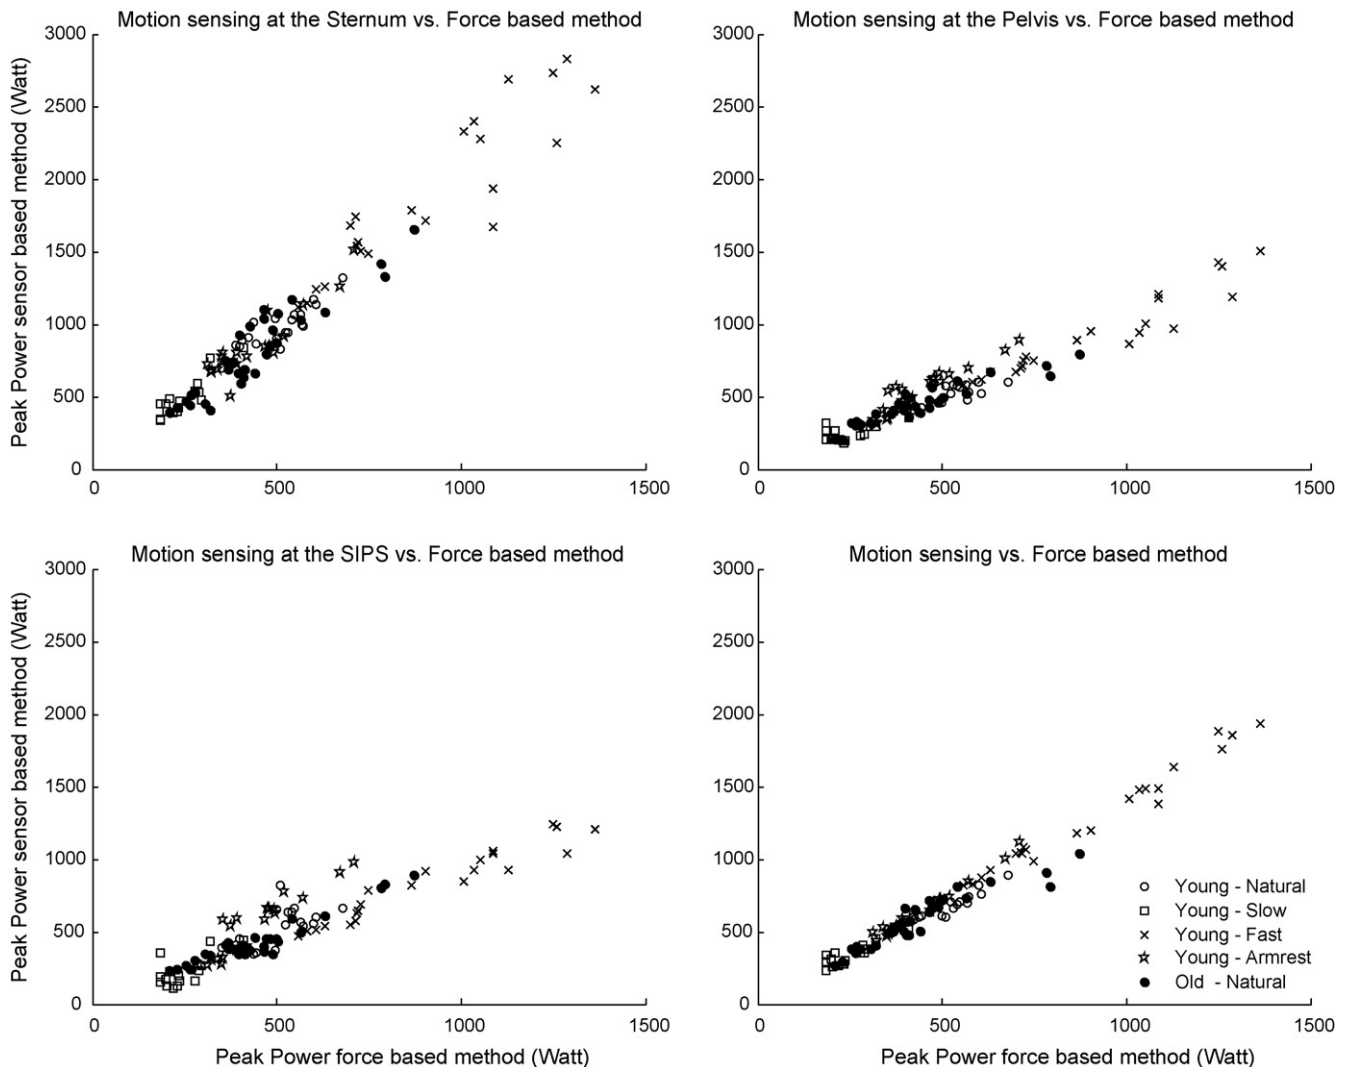 Motion sensing at the Sternum vs. Force based method
Motion sensing at the Pelvis vs. Force based method
Peak Power sensor based method (Watt)
3000
2500
2000
1500
1000
500
0
0 500 1000 1500
3000
2500
2000
1500
1000
500
0
0 500 1000 1500
Motion sensing at the SIPS vs. Force based method
Motion sensing vs. Force based method
Peak Power sensor based method (Watt)
3000
2500
2000
1500
1000
500
0
0 500 1000 1500
Peak Power force based method (Watt)
3000
2500
2000
1500
1000
500
0
0 500 1000 1500
Peak Power force based method (Watt)
Young - Natural
Young - Slow
Young - Fast
Young - Armrest
Old - Natural